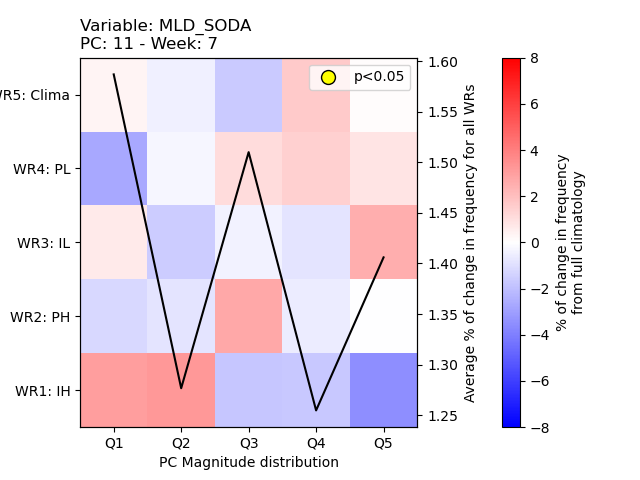 Variable: MLD_SODA
PC: 11 - Week: 7
p<0.05
WR5: Clima
WR4: PL
WR3: IL
WR2: PH
WR1: IH
Q1 Q2 Q3 Q4 Q5
PC Magnitude distribution
1.60
1.55
1.50
1.45
1.40
1.35
1.30
1.25
Average % of change in frequency for all WRs
8
6
4
2
0
−2
−4
−6
−8
% of change in frequency
from full climatology